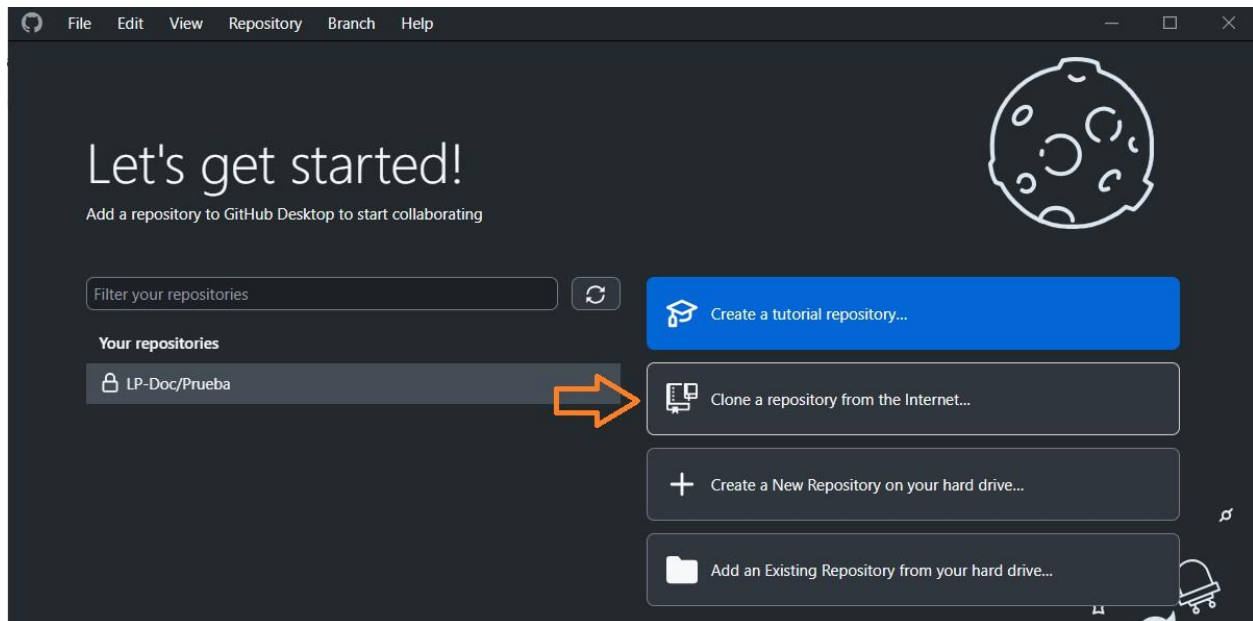 File Edit View Repository Branch Help
Let's get started!
Add a repository to GitHub Desktop to start collaborating
Filter your repositories
Your repositories
LP-Doc/Prueba
Create a tutorial repository...
Clone a repository from the Internet...
Create a New Repository on your hard drive...
Add an Existing Repository from your hard drive...